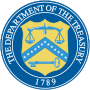 THE DEPARTMENT OF THE TREASURY
1789